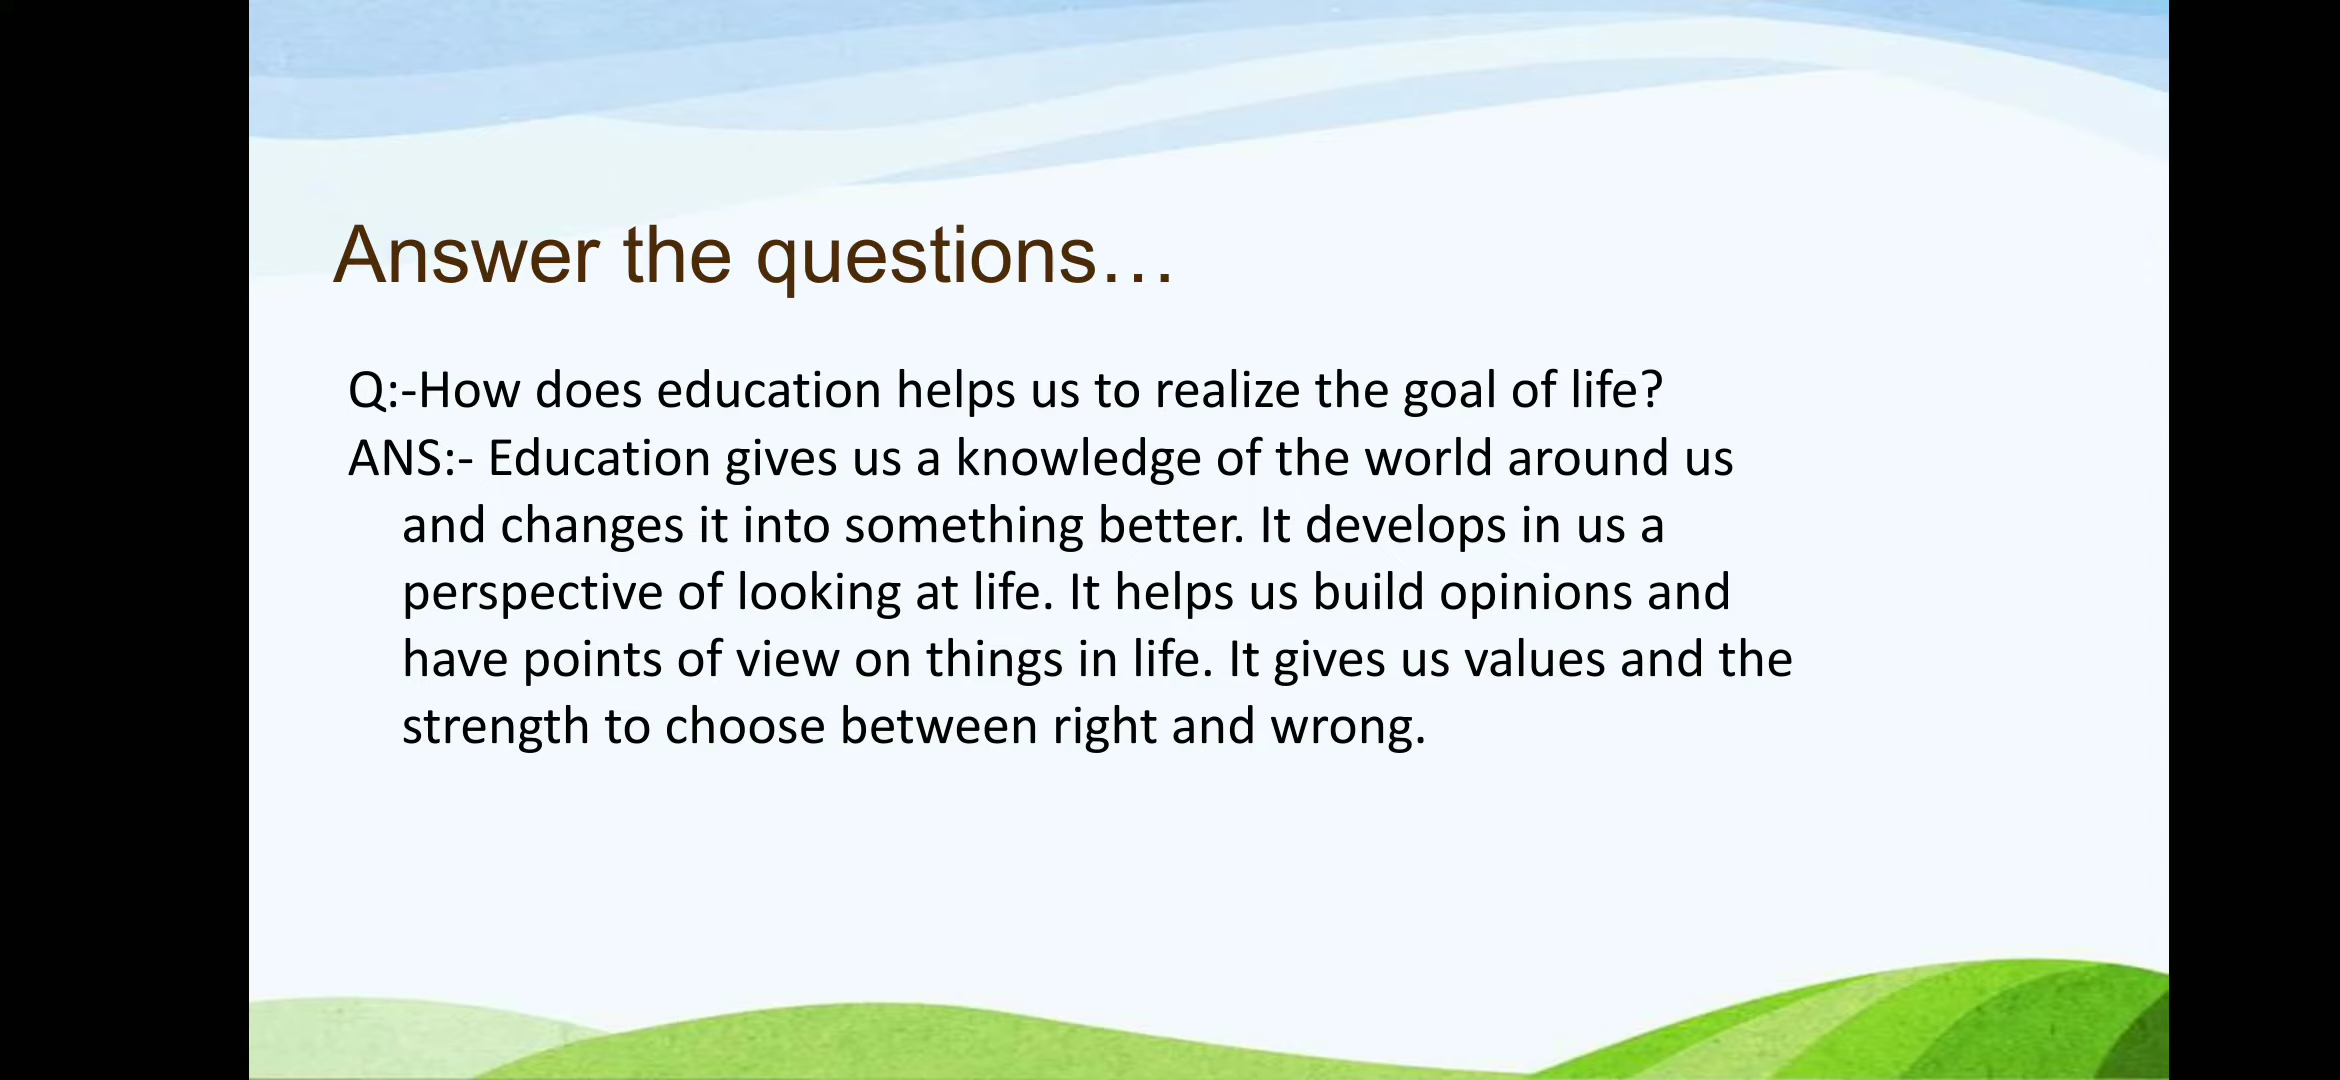 Answer the questions…
Q:-How does education helps us to realize the goal of life?
ANS:- Education gives us a knowledge of the world around us
and changes it into something better. It develops in us a
perspective of looking at life. It helps us build opinions and
have points of view on things in life. It gives us values and the
strength to choose between right and wrong.